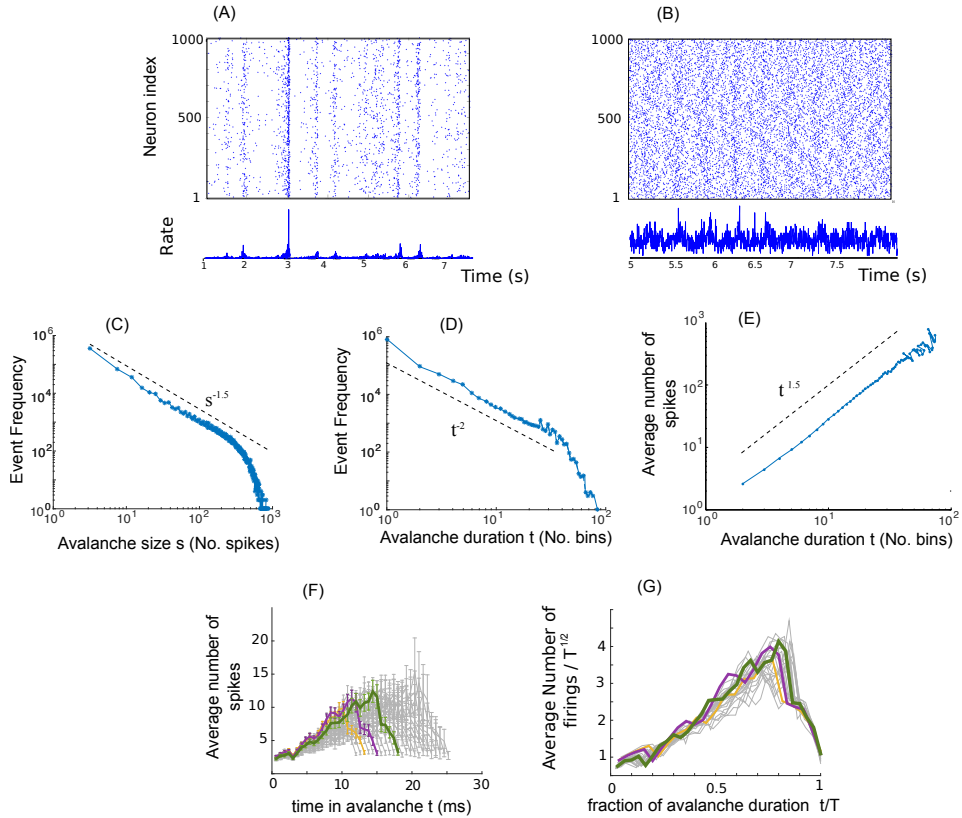 (A)
1000
500
1
Neuron index
Rate
1 2 3 4 5 6 7
Time (s)
(B)
1000
500
1
5 5.5 6 6.5 7 7.5
Time (s)
(C)
10^6
10^4
10^2
10^0
Event Frequency
s^-1.5
10^0 10^1 10^2 10^3
Avalanche size s (No. spikes)
(D)
10^6
10^4
10^2
10^0
Event Frequency
t^-2
10^0 10^1 10^2
Avalanche duration t (No. bins)
(E)
10^3
10^2
10^1
10^0
Average number of
spikes
t^1.5
10^0 10^1 10^2
Avalanche duration t (No. bins)
(F)
20
15
10
5
Average number of
spikes
0 10 20 30
time in avalanche t (ms)
(G)
4
3
2
1
Average Number of
firings / T^1/2
0 0.5 1
fraction of avalanche duration t/T